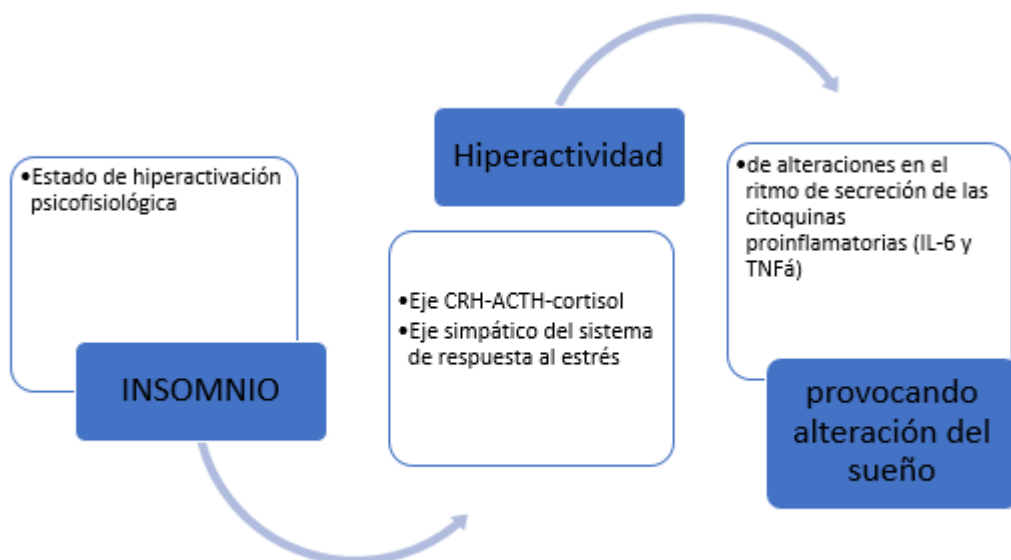 •Estado de hiperactivación
psicofisiológica
INSOMNIO
Hiperactividad
•Eje CRH-ACTH-cortisol
•Eje simpático del sistema
de respuesta al estrés
•de alteraciones en el
ritmo de secreción de las
citoquinas
proinflamatorias (IL-6 y
TNFá)
provocando
alteración del
sueño